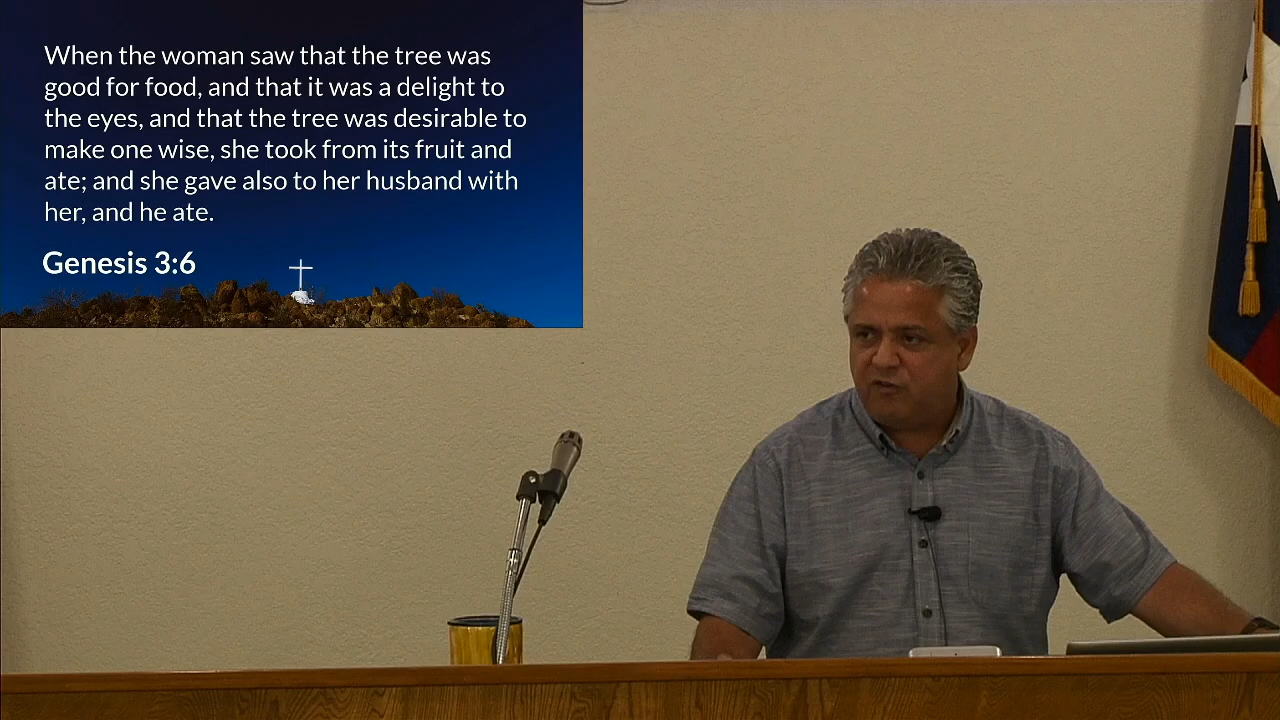 When the woman saw that the tree was
good for food, and that it was a delight to
the eyes, and that the tree was desirable to
make one wise, she took from its fruit and
ate; and she gave also to her husband with
her, and he ate.
Genesis 3:6